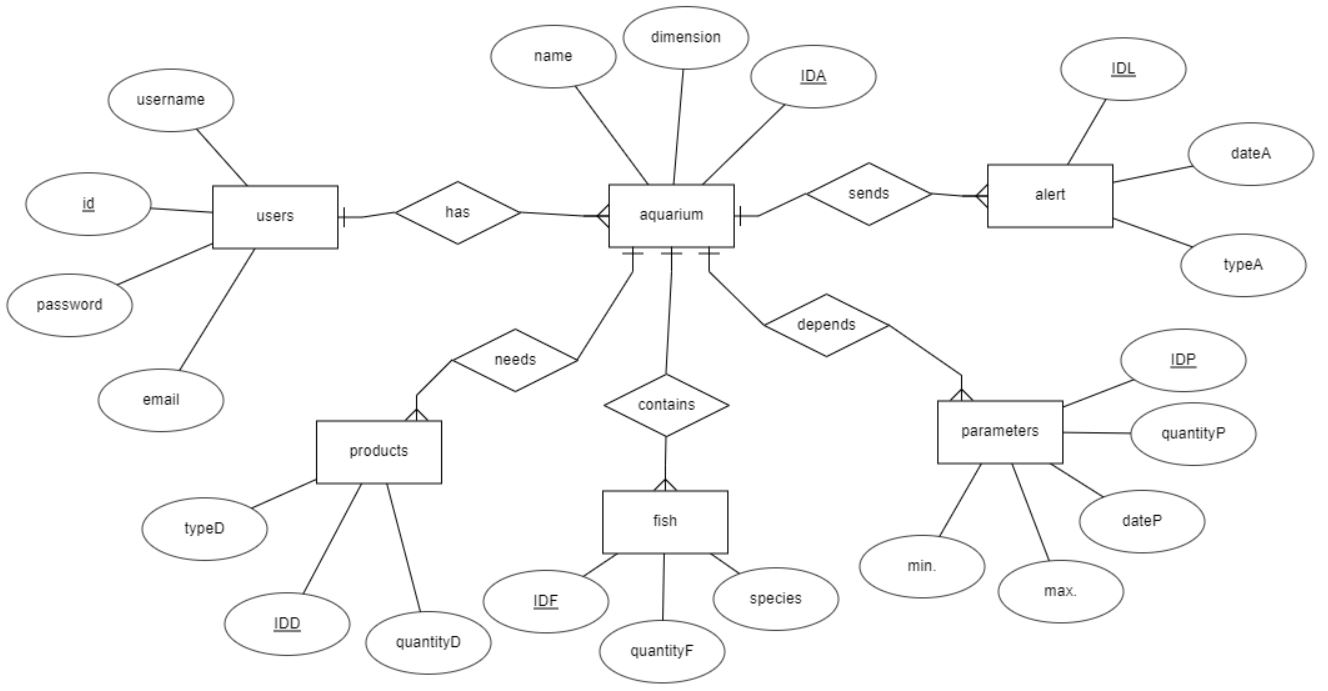 name
dimension
IDA
IDL
username
dateA
id
users
has
aquarium
sends
alert
typeA
password
needs
depends
email
contains
IDP
products
parameters
quantityP
typeD
fish
dateP
min.
max.
IDD
quantityD
IDF
quantityF
species